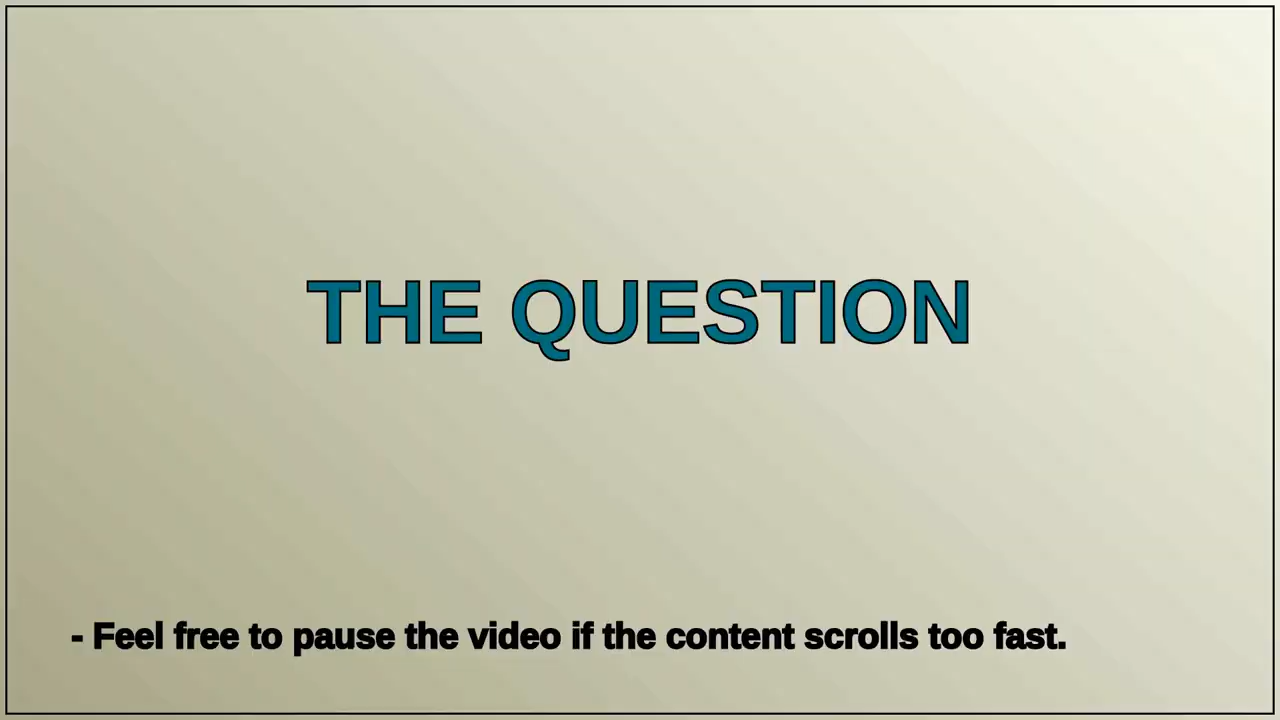 THE QUESTION
- Feel free to pause the video if the content scrolls too fast.